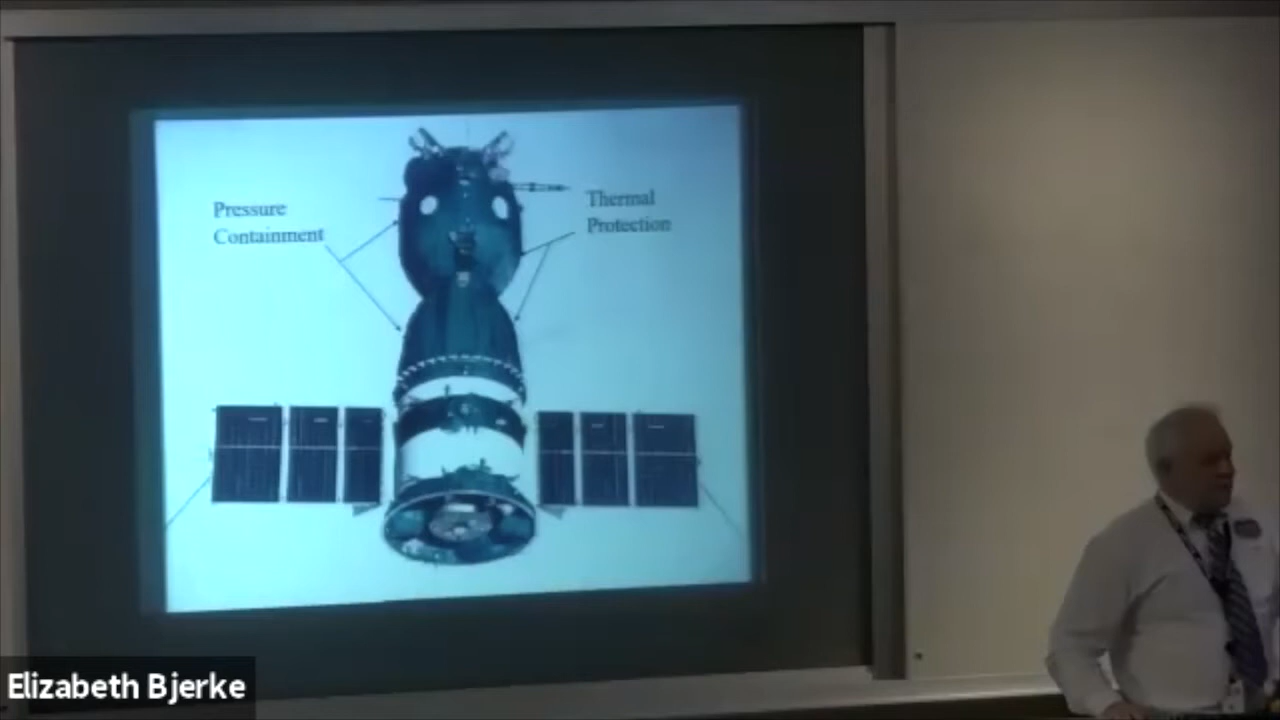 Pressure
Containment
Thermal
Protection
Elizabeth Bjerke